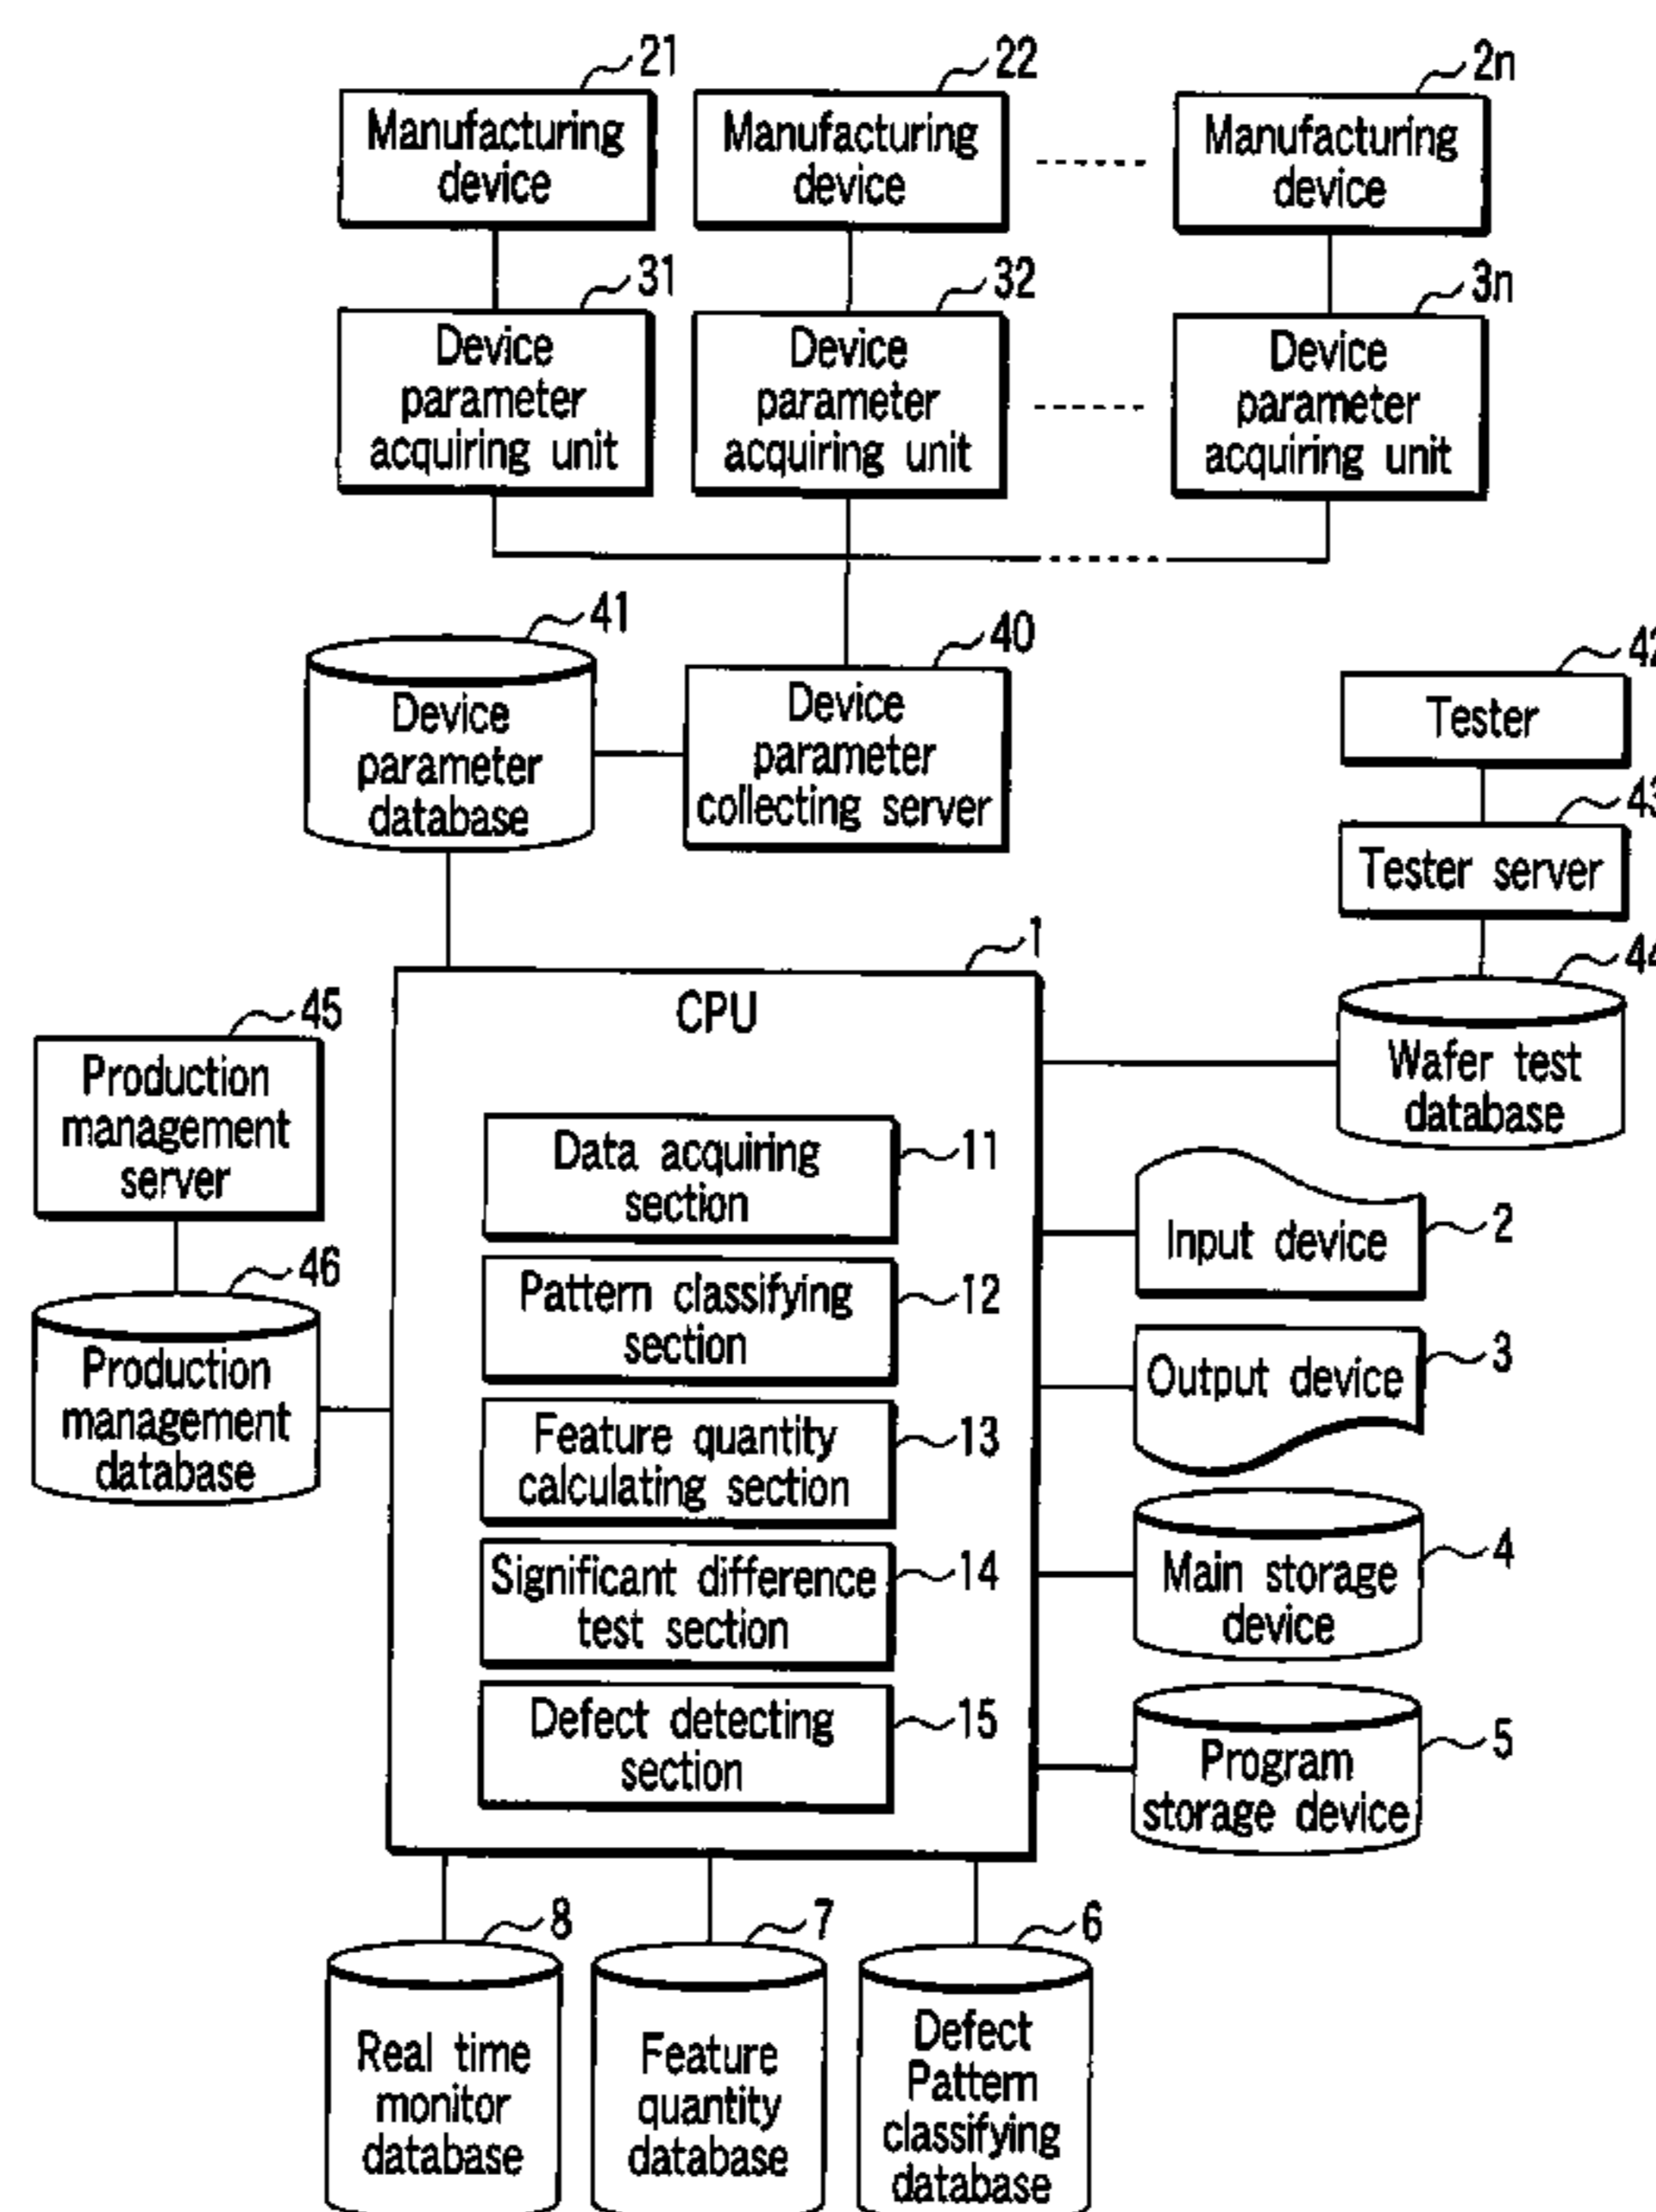 21
22
2n
Manufacturing
device
Manufacturing
device
Manufacturing
device
31
32
3n
Device
parameter
acquiring unit
Device
parameter
acquiring unit
Device
parameter
acquiring unit
41
40
42
Device
parameter
database
Device
parameter
collecting server
Tester
43
Tester server
1
44
CPU
45
Production
management
server
Wafer test
database
Data acquiring
section
11
2
Input device
46
Pattern classifying
section
12
3
Output device
Production
management
database
Feature quantity
calculating section
13
Significant difference
test section
14
4
Main storage
device
Defect detecting
section
15
5
Program
storage device
8
7
6
Real time
monitor
database
Feature
quantity
database
Defect
Pattern
classifying
database